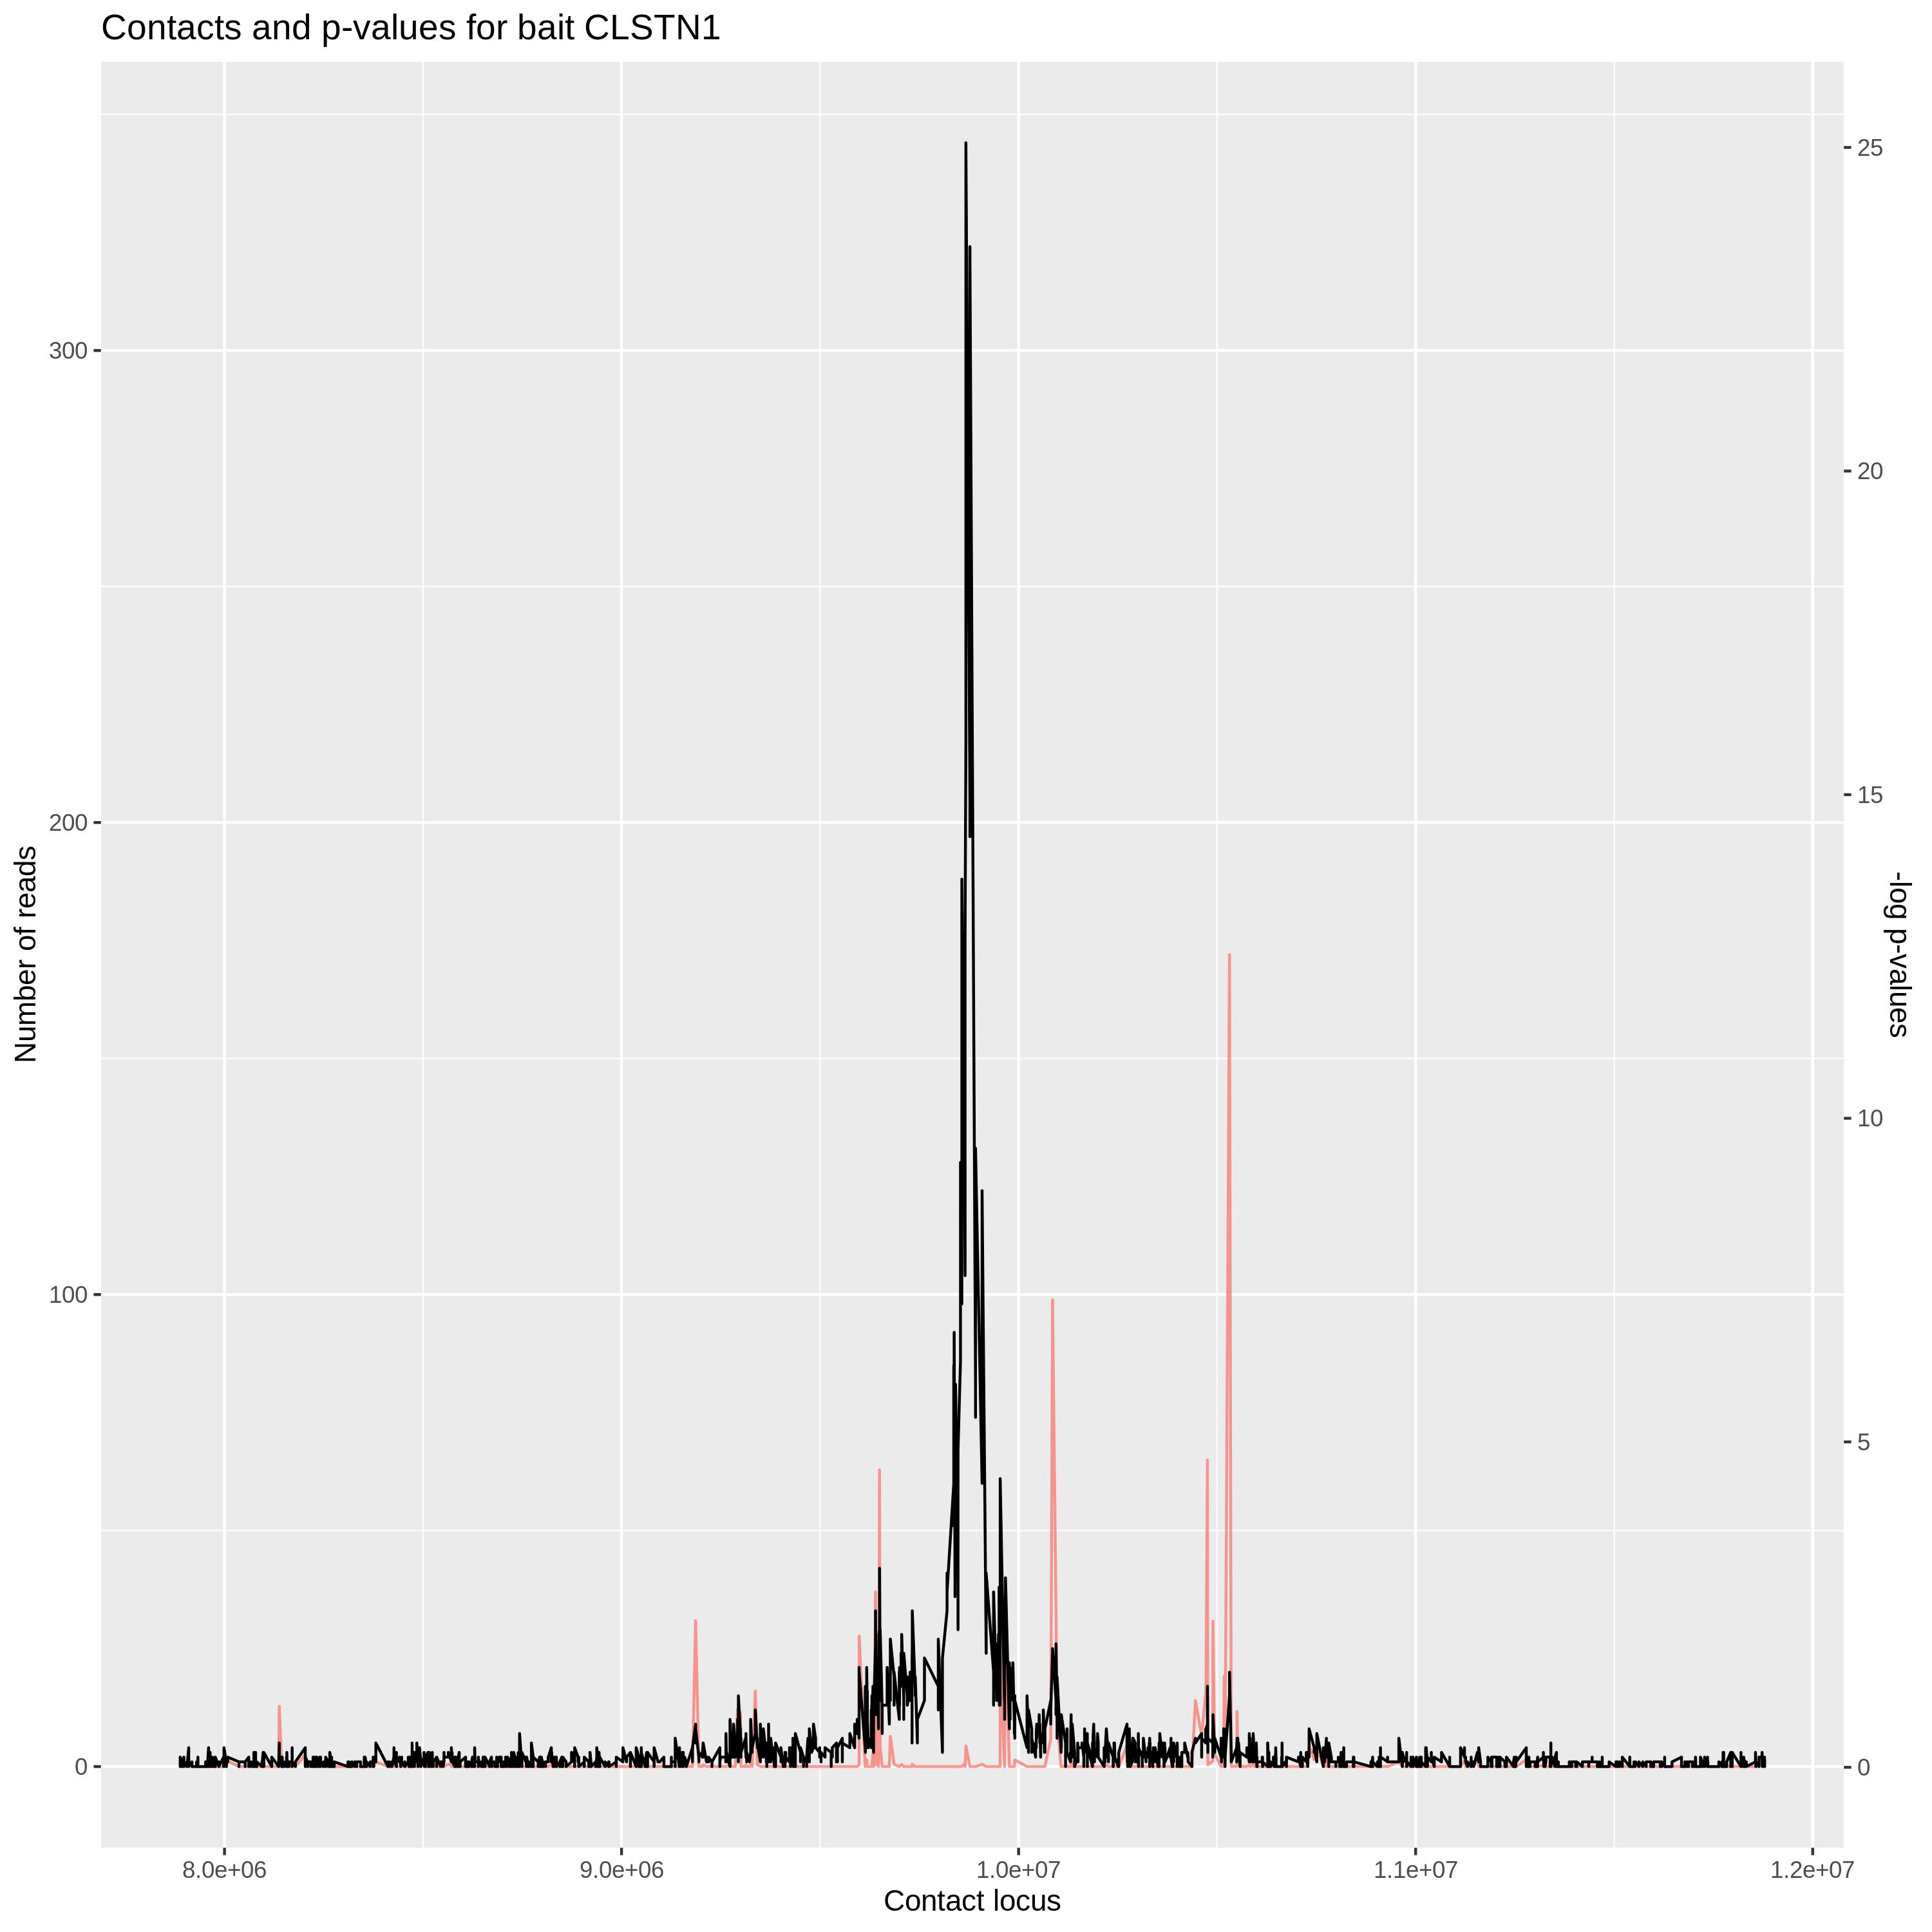 Contacts and p-values for bait CLSTN1
Number of reads
300
200
100
0
25
20
15
10
5
0
-log p-values
8.0e+06
9.0e+06
1.0e+07
1.1e+07
1.2e+07
Contact locus